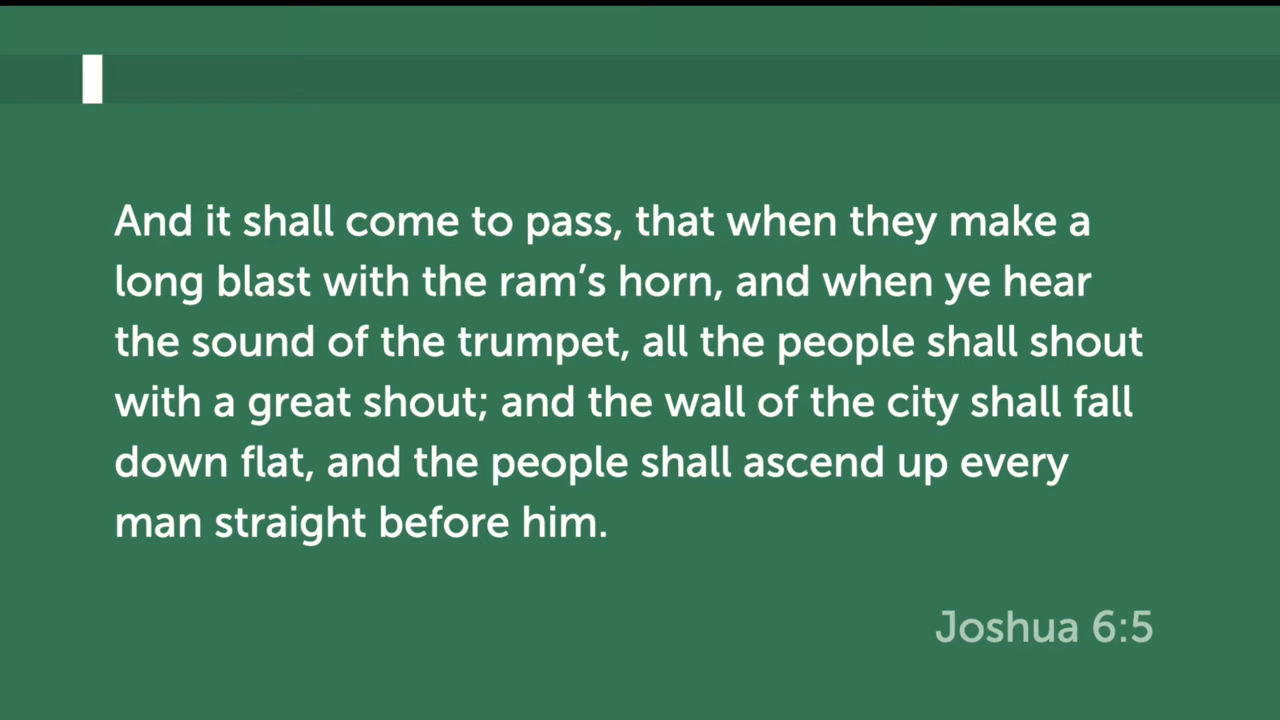 And it shall come to pass, that when they make a
long blast with the ram’s horn, and when ye hear
the sound of the trumpet, all the people shall shout
with a great shout; and the wall of the city shall fall
down flat, and the people shall ascend up every
man straight before him.
Joshua 6:5